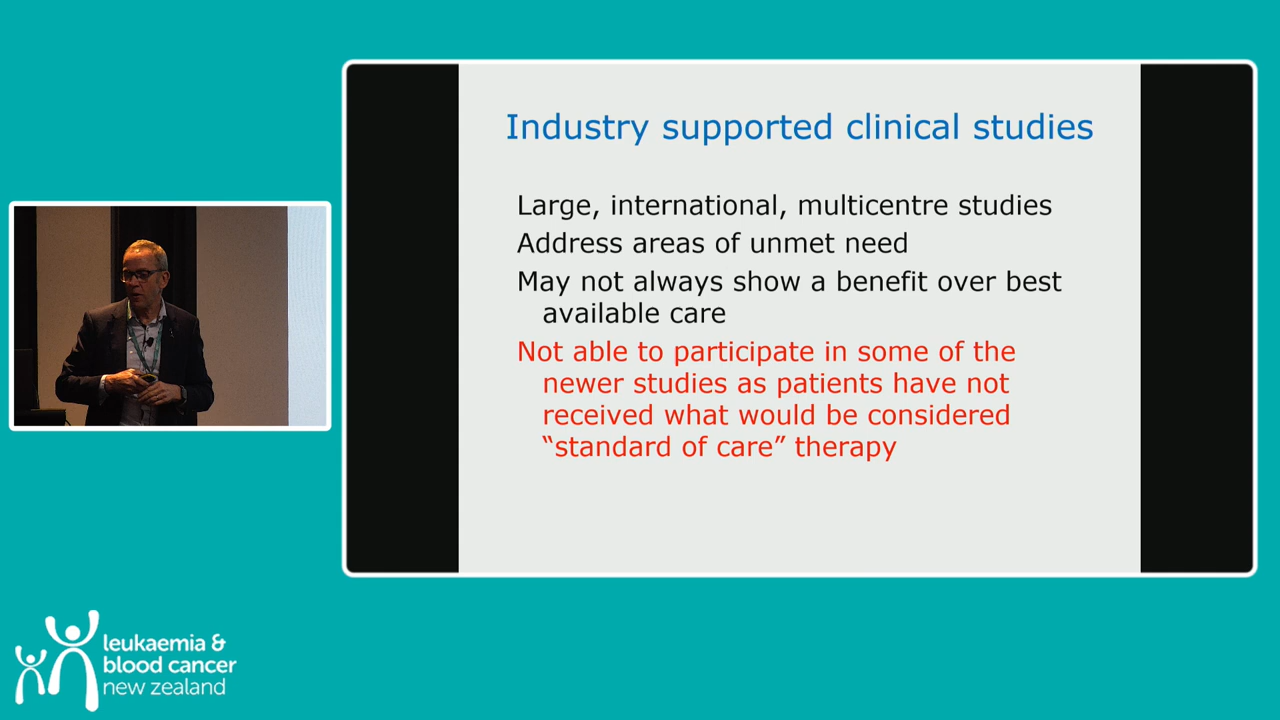 Industry supported clinical studies
Large, international, multicentre studies
Address areas of unmet need
May not always show a benefit over best
available care
Not able to participate in some of the
newer studies as patients have not
received what would be considered
“standard of care” therapy
leukaemia &
blood cancer
new zealand